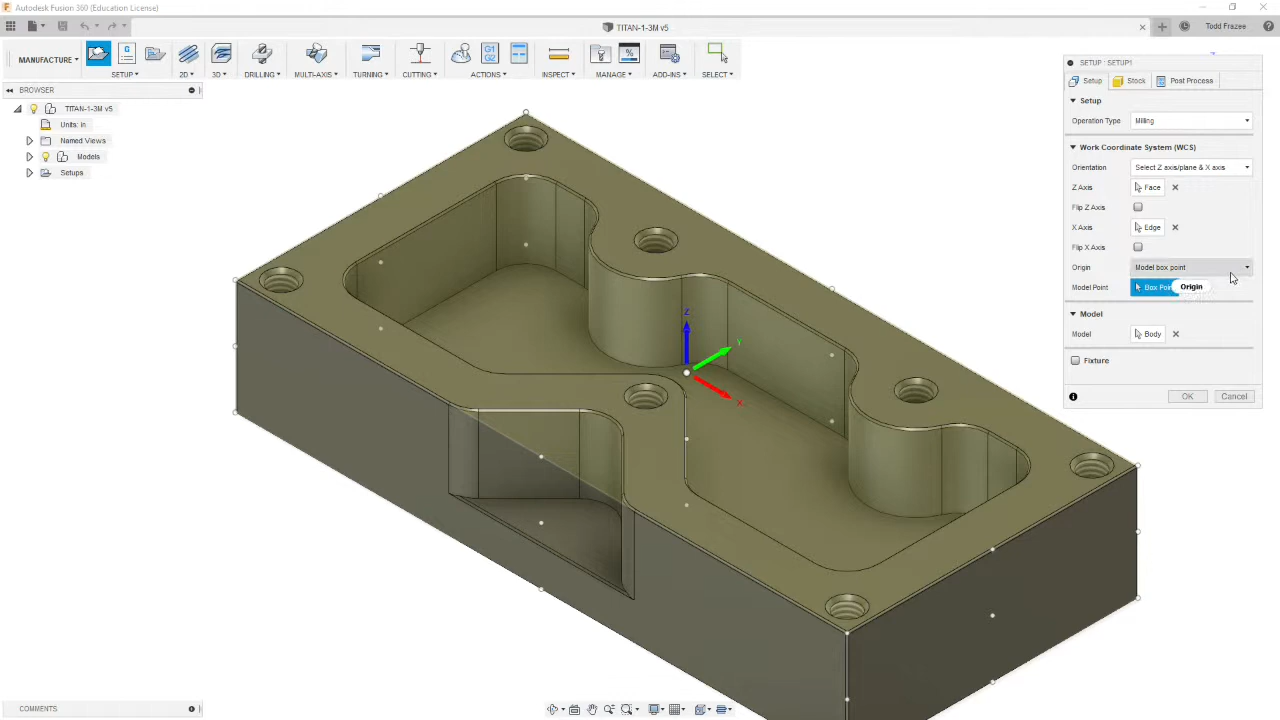 Autodesk Fusion 360 (Education License)
TITAN-1-3M v5
Todd Frazee
MANUFACTURE
SETUP
2D
3D
DRILLING
MULTI-AXIS
TURNING
CUTTING
G1
G2
ACTIONS
INSPECT
MANAGE
ADD-INS
SELECT
BROWSER
TITAN-1-3M v5
Units: in
Named Views
Models
Setups
SETUP : SETUP1
Setup
Stock
Post Process
Setup
Operation Type
Milling
Work Coordinate System (WCS)
Orientation
Select Z axis/plane & X axis
Z Axis
Face
Flip Z Axis
X Axis
Edge
Flip X Axis
Origin
Model box point
Model Point
Origin
Model
Model
Body
Fixture
OK
Cancel
Z
Y
X
COMMENTS